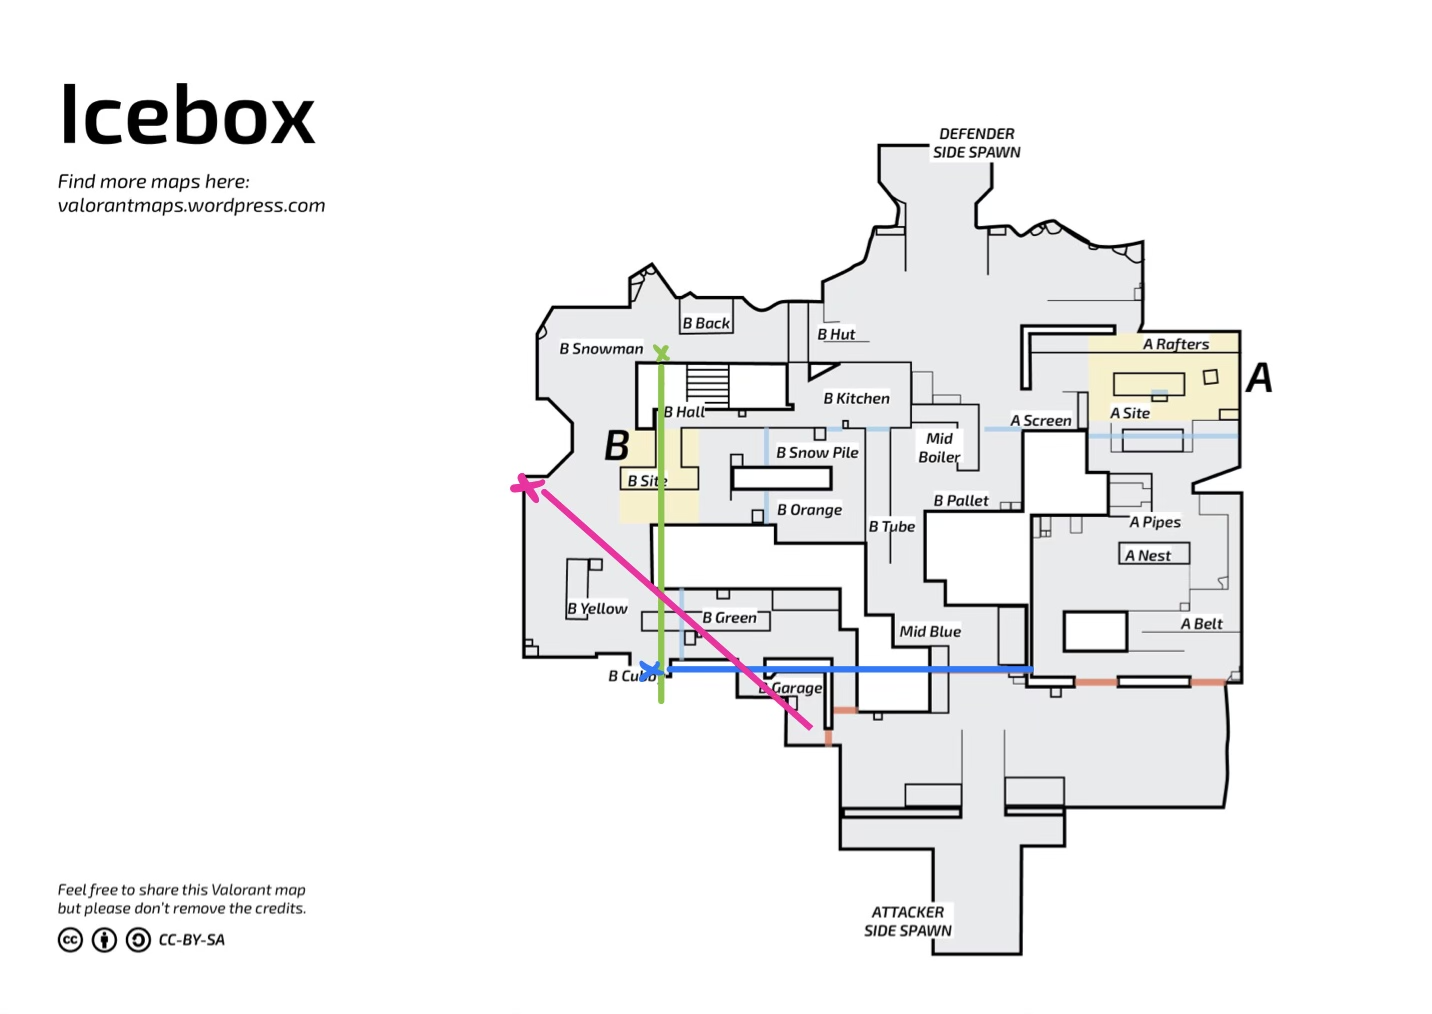 Icebox
Find more maps here:
valorantmaps.wordpress.com
DEFENDER
SIDE SPAWN
B Back
B Hut
B Snowman
A Rafters
A
B Kitchen
B Hall
A Screen
A Site
B
Mid
Boiler
B Snow Pile
B Site
B Pallet
B Orange
B Tube
A Pipes
A Nest
B Yellow
B Green
Mid Blue
A Belt
B Cubby
B Garage
Feel free to share this Valorant map
but please don't remove the credits.
CC-BY-SA
ATTACKER
SIDE SPAWN